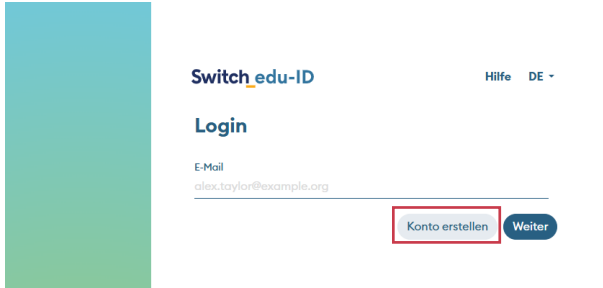 Switch edu-ID
Hilfe DE
Login
E-Mail
alex.taylor@example.org
Konto erstellen Weiter